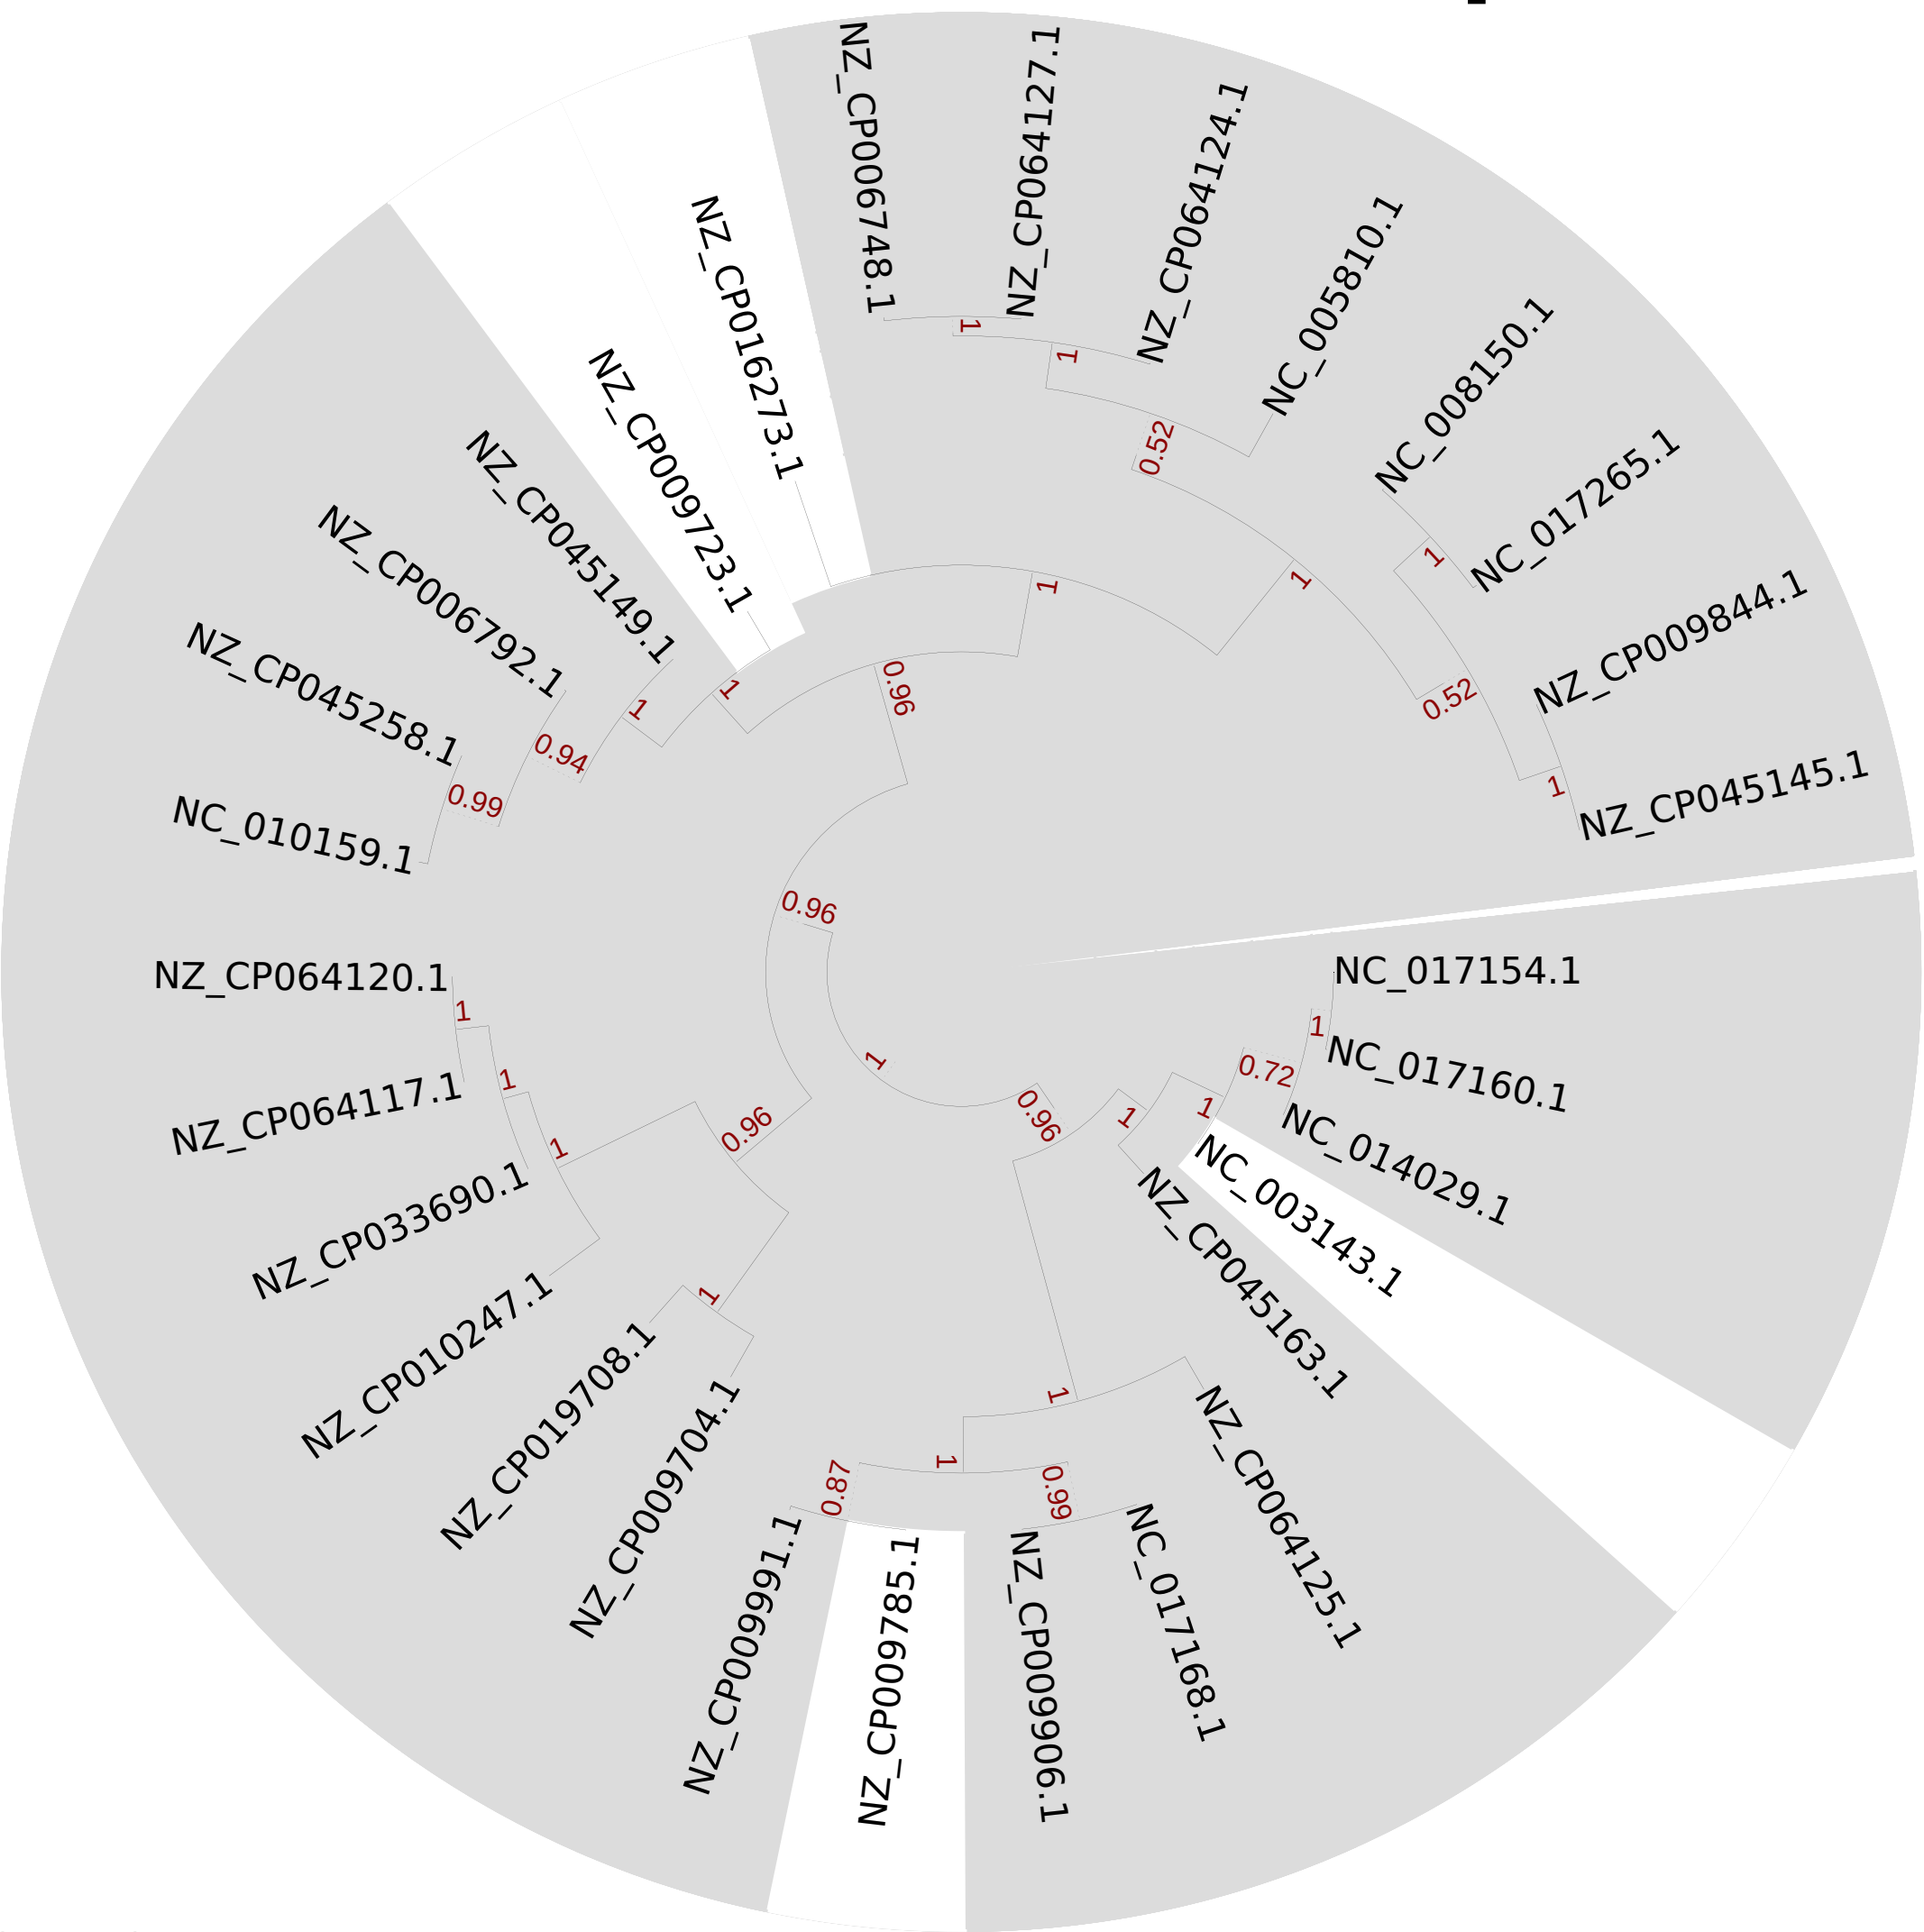 NZ_CP006748.1
NZ_CP064127.1
NZ_CP064124.1
NC_005810.1
NC_008150.1
NC_017265.1
NZ_CP009844.1
NZ_CP045145.1
NC_017154.1
NC_017160.1
NC_014029.1
NC_003143.1
NZ_CP045163.1
NZ_CP064125.1
NC_017168.1
NZ_CP009906.1
NZ_CP009785.1
NZ_CP009991.1
NZ_CP009704.1
NZ_CP019708.1
NZ_CP010247.1
NZ_CP033690.1
NZ_CP064117.1
NZ_CP064120.1
NC_010159.1
NZ_CP045258.1
NZ_CP006792.1
NZ_CP045149.1
NZ_CP009723.1
NZ_CP016273.1
1
1
0.52
1
1
1
0.52
1
0.96
1
1
0.94
0.99
0.96
1
0.96
1
0.72
1
1
0.96
1
1
1
1
1
1
0.87
0.99